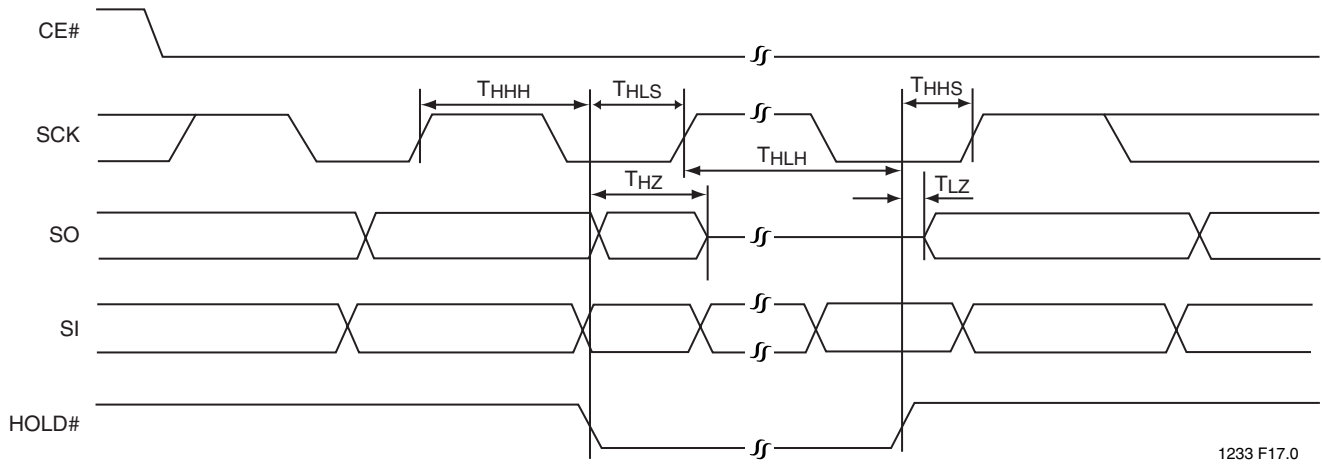 CE#
THHH
THLS
THHS
SCK
THLH
THZ
TLZ
SO
SI
HOLD#
1233 F17.0